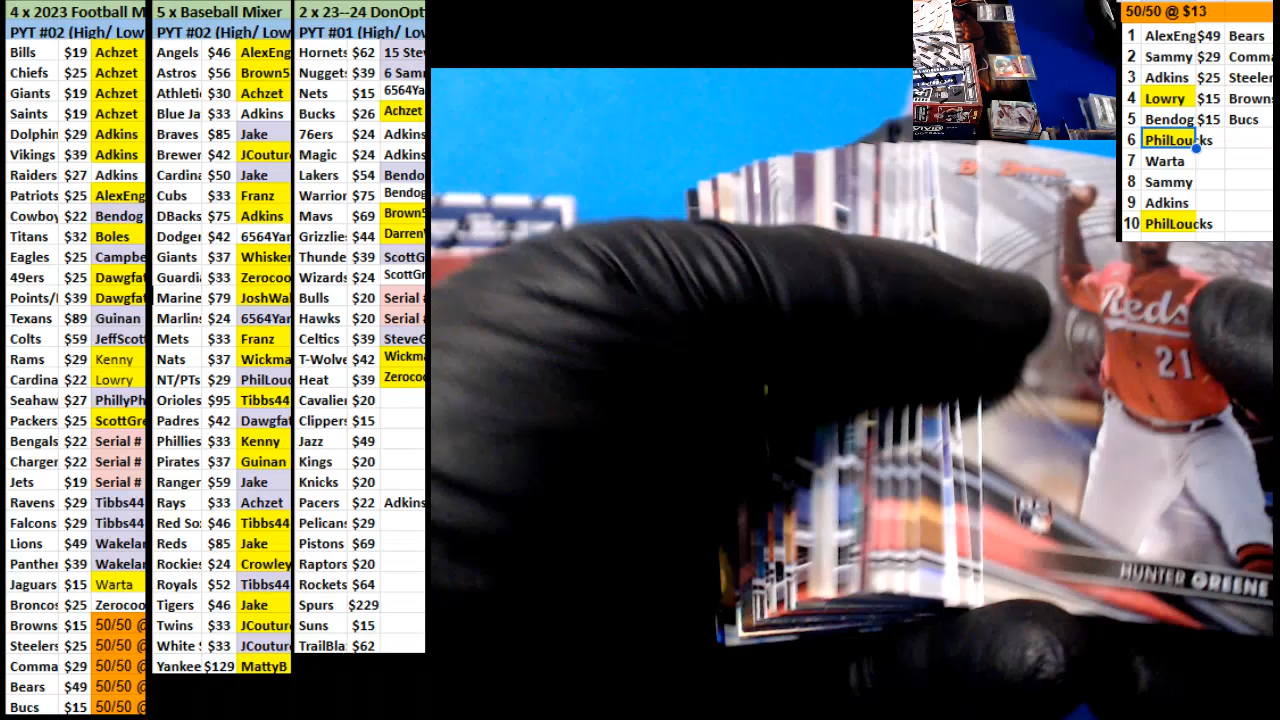 4 x 2023 Football M
PYT #02 (High/ Low
Bills $19 Achzet
Chiefs $25 Achzet
Giants $19 Achzet
Saints $19 Achzet
Dolphin $29 Adkins
Vikings $39 Adkins
Raiders $27 Adkins
Patriots $25 AlexEng
Cowboy $22 Bendog
Titans $32 Boles
Eagles $25 Campbe
49ers $25 Dawgfat
Points/I $39 Dawgfat
Texans $89 Guinan
Colts $59 JeffScott
Rams $29 Kenny
Cardina $22 Lowry
Seahaw $27 PhillyPh
Packers $25 ScottGre
Bengals $22 Serial #
Charger $22 Serial #
Jets $19 Serial #
Ravens $29 Tibbs44
Falcons $29 Tibbs44
Lions $49 Wakelar
Panther $39 Wakelar
Jaguars $15 Warta
Broncos $25 Zerocoo
Browns $15 50/50 @
Steelers $25 50/50 @
Comma $29 50/50 @
Bears $49 50/50 @
Bucs $15 50/50 @
5 x Baseball Mixer
PYT #02 (High/ Low
Angels $46 AlexEng
Astros $56 Brown5
Athleti $30 Achzet
Blue Ja $33 Adkins
Braves $85 Jake
Brewer $42 JCouture
Cardina $50 Jake
Cubs $33 Franz
DBacks $75 Adkins
Dodger $42 6564Yar
Giants $37 Whisker
Guardi $33 Zerocoo
Marine $79 JoshWal
Marlins $24 6564Yar
Mets $33 Franz
Nats $37 Wickma
NT/PTs $29 PhilLouc
Orioles $95 Tibbs44
Padres $42 Dawgfat
Phillies $33 Kenny
Pirates $37 Guinan
Ranger $59 Jake
Rays $33 Achzet
Red So $46 Tibbs44
Reds $85 Jake
Rockies $24 Crowley
Royals $52 Tibbs44
Tigers $46 Jake
Twins $33 JCouture
White S $33 JCouture
Yankee $129 MattyB
2 x 23--24 DonOpt
PYT #01 (High/ Low
Hornets $62 15 Stev
Nuggets $39 6 Samm
Nets $15 6564Ya
Bucks $26 Achzet
76ers $24 Adkins
Magic $24 Adkins
Lakers $54 Bendo
Warrior $75 Bendog
Mavs $69 Brown5
Grizzlie $44 Darren
Thunde $39 ScottG
Wizards $24 ScottGr
Bulls $20 Serial #
Hawks $20 Serial #
Celtics $39 SteveG
T-Wolve $42 Wickma
Heat $39 Zerocoo
Cavalier $20
Clippers $15
Jazz $49
Kings $20
Knicks $20
Pacers $22 Adkins
Pelican $29
Pistons $69
Raptors $20
Rockets $64
Spurs $229
Suns $15
TrailBla $62
50/50 @ $13
1 AlexEng $49 Bears
2 Sammy $29 Comma
3 Adkins $25 Steeler
4 Lowry $15 Browns
5 Bendog $15 Bucs
6 PhilLoucks
7 Warta
8 Sammy
9 Adkins
10 PhilLoucks
Reds
21
HUNTER GREENE